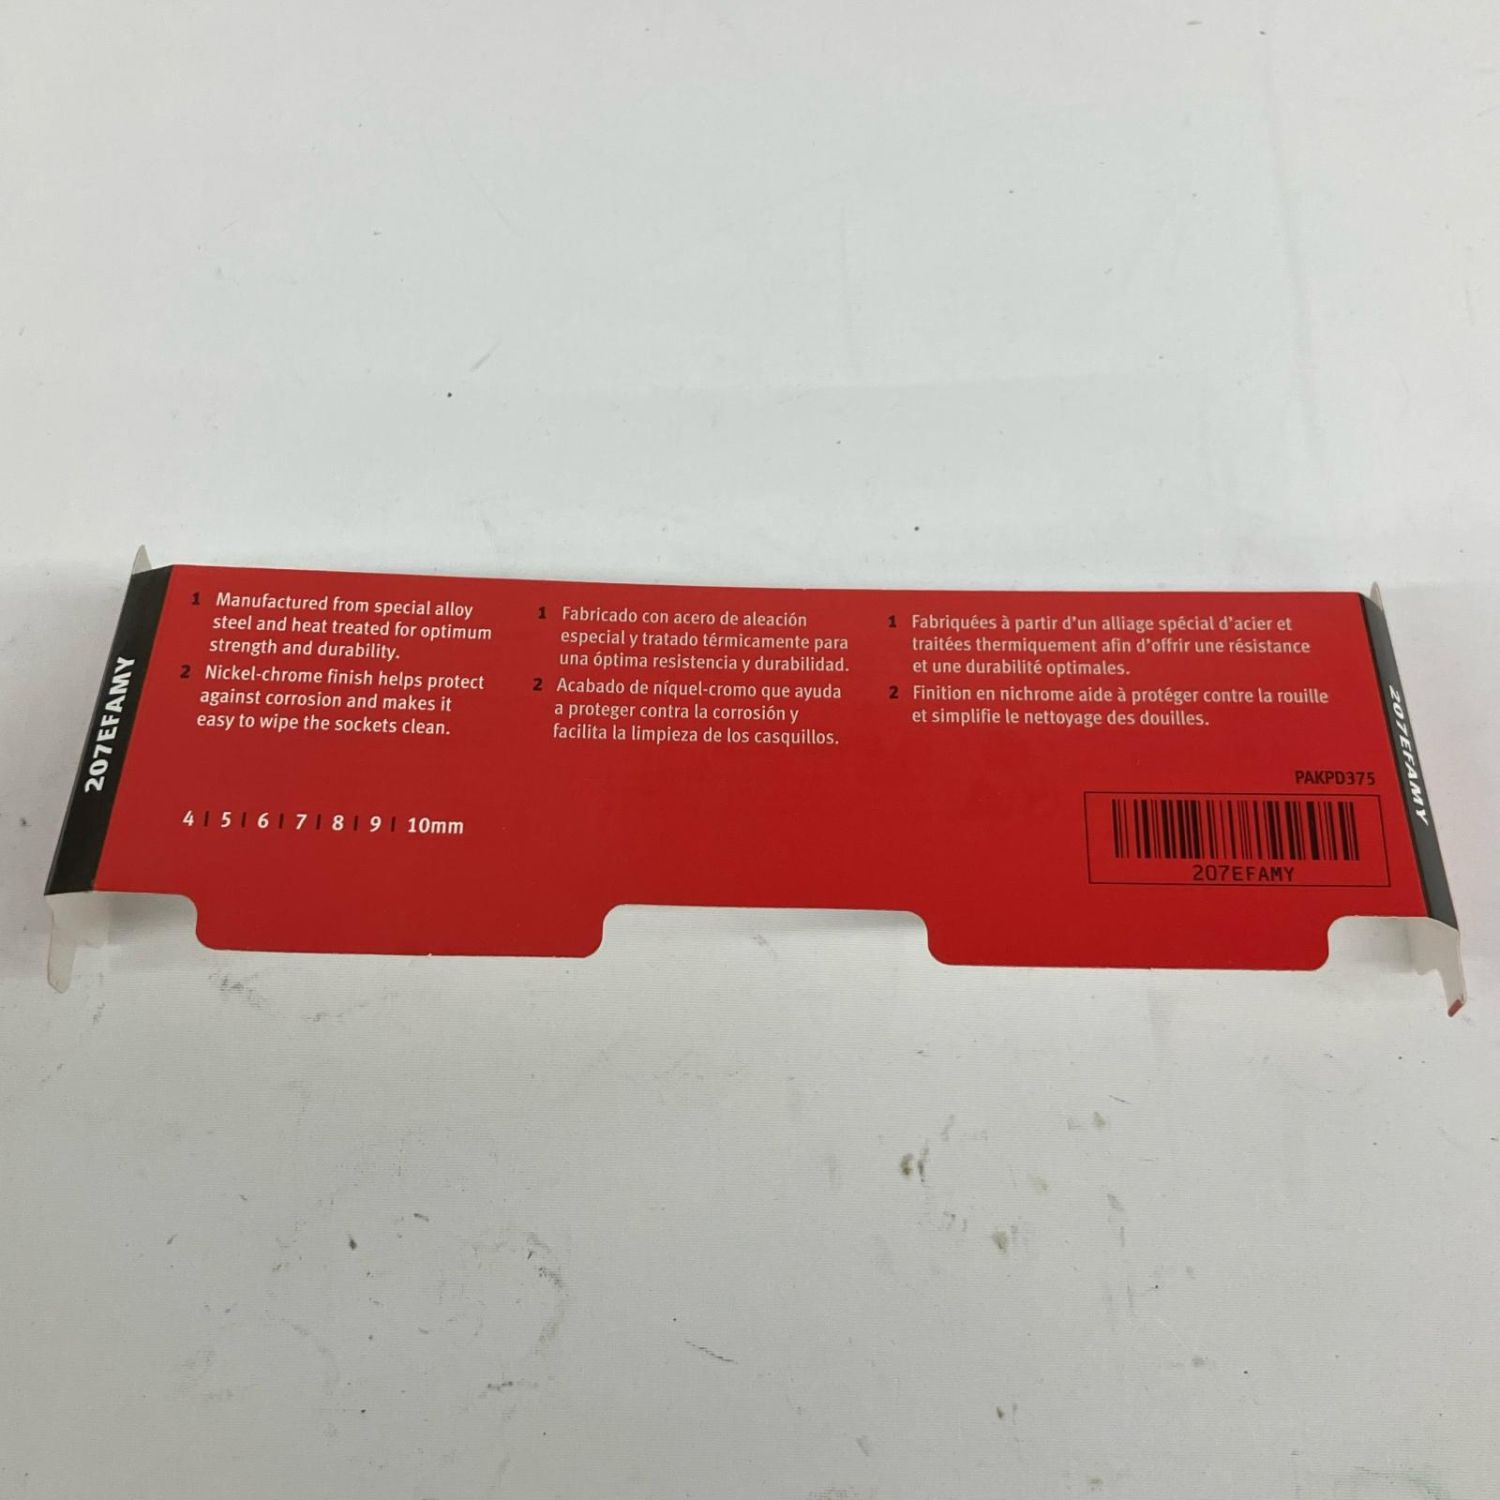 207EFAMY
1 Manufactured from special alloy
steel and heat treated for optimum
strength and durability.
2 Nickel-chrome finish helps protect
against corrosion and makes it
easy to wipe the sockets clean.
4 | 5 | 6 | 7 | 8 | 9 | 10mm
1 Fabricado con acero de aleación
especial y tratado térmicamente para
una óptima resistencia y durabilidad.
2 Acabado de níquel-cromo que ayuda
a proteger contra la corrosión y
facilita la limpieza de los casquillos.
1 Fabriquées à partir d'un alliage spécial d'acier et
traitées thermiquement afin d'offrir une résistance
et une durabilité optimales.
2 Finition en nichrome aide à protéger contre la rouille
et simplifie le nettoyage des douilles.
PAKPD375
207EFAMY
207EFAMY